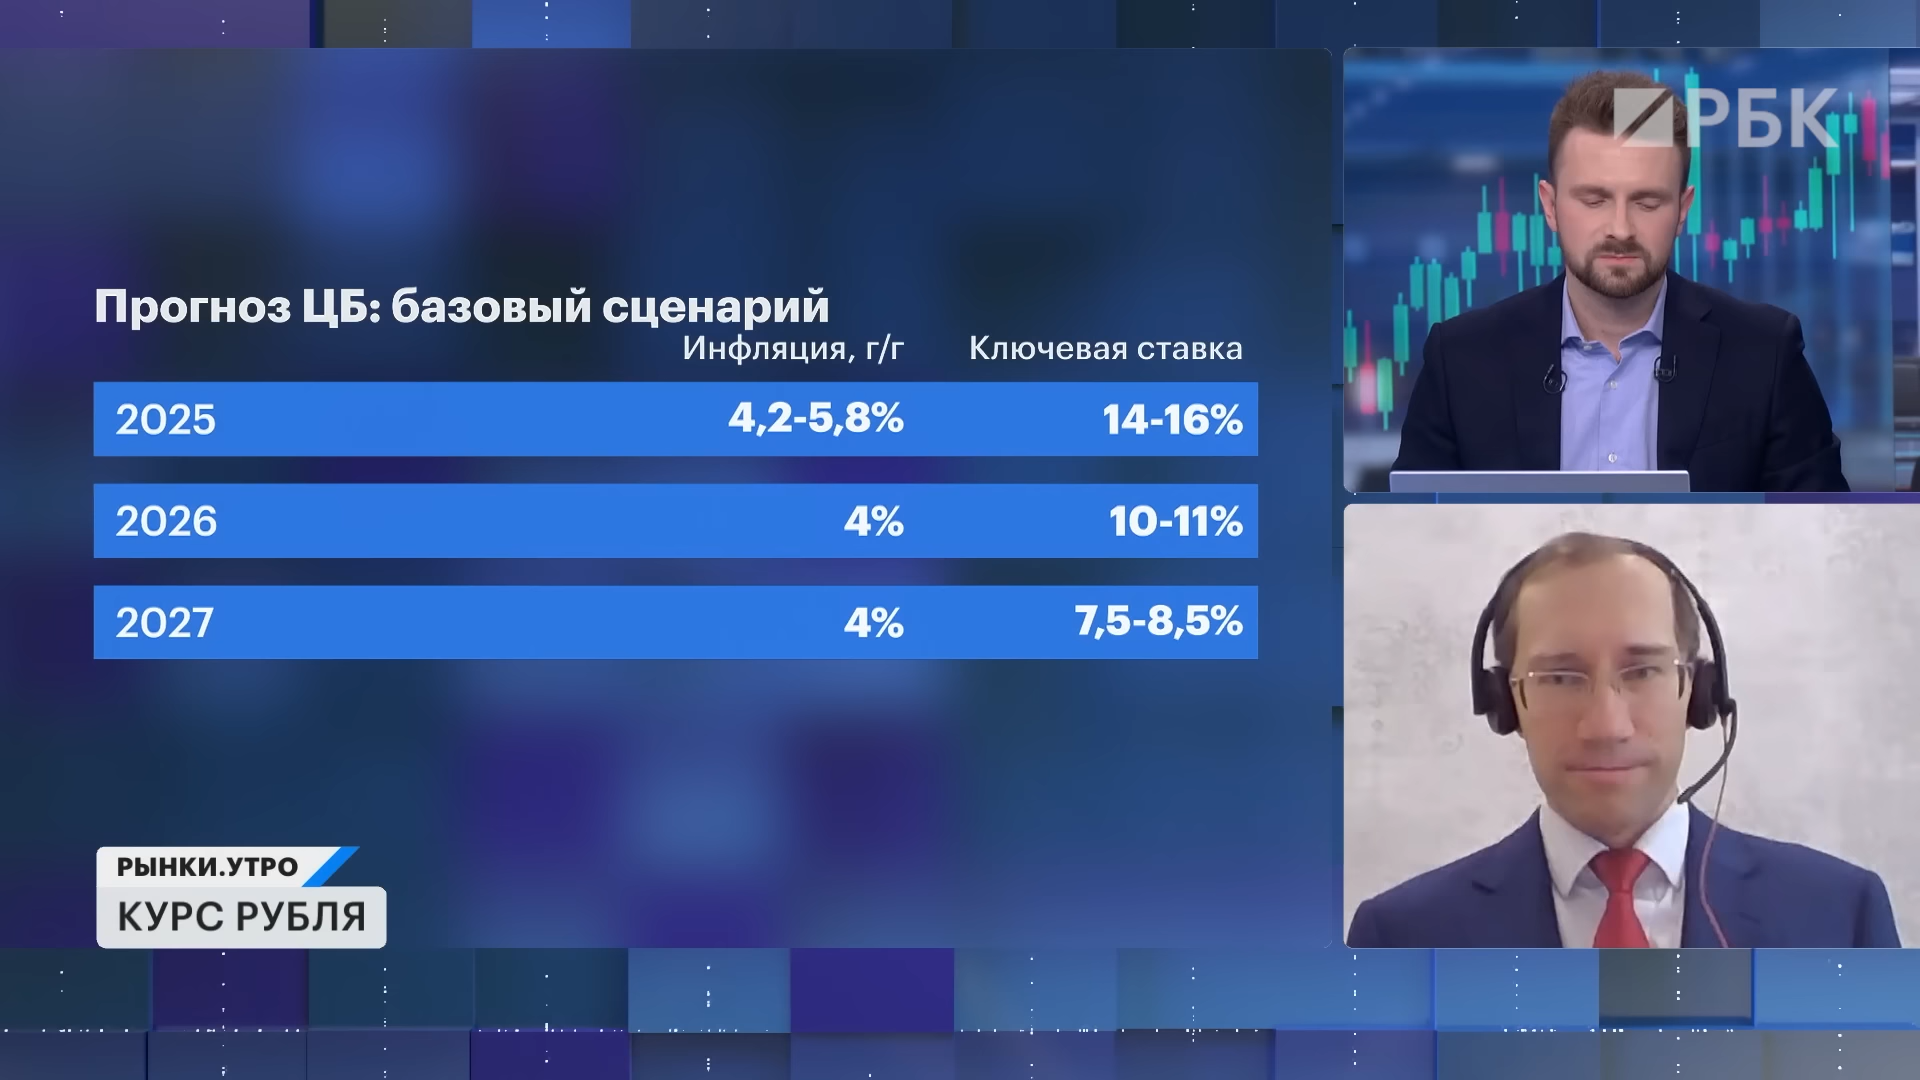 РБК
Прогноз ЦБ: базовый сценарий
Инфляция, г/г Ключевая ставка
2025 4,2-5,8% 14-16%
2026 4% 10-11%
2027 4% 7,5-8,5%
РЫНКИ.УТРО
КУРС РУБЛЯ